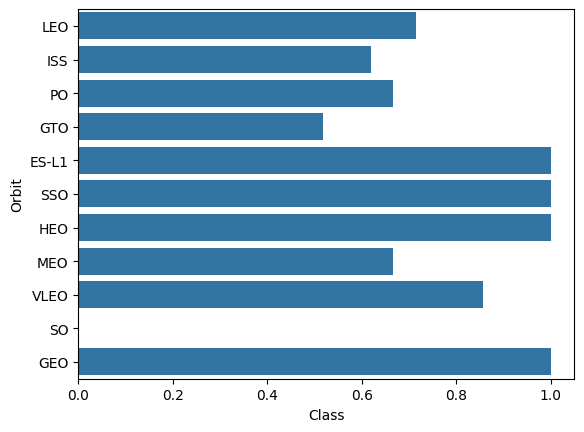 LEO
ISS
PO
GTO
ES-L1
SSO
HEO
MEO
VLEO
SO
GEO
Orbit
0.0 0.2 0.4 0.6 0.8 1.0
Class